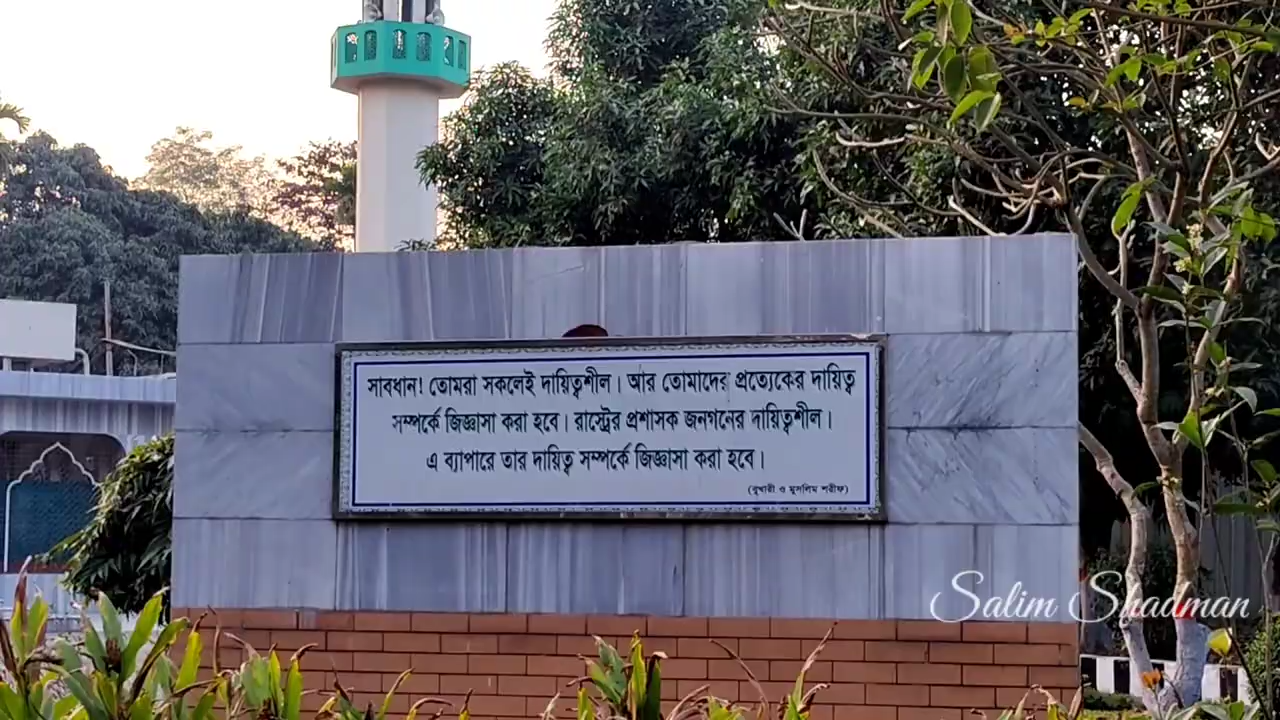 সাবধান! তোমরা সকলেই দায়িত্বশীল। আর তোমাদের প্রত্যেকের দায়িত্ব
সম্পর্কে জিজ্ঞাসা করা হবে। রাস্ট্রের প্রশাসক জনগনের দায়িত্বশীল।
এ ব্যাপারে তার দায়িত্ব সম্পর্কে জিজ্ঞাসা করা হবে।
(বুখারী ও মুসলিম শরীফ)
Salim Shadman